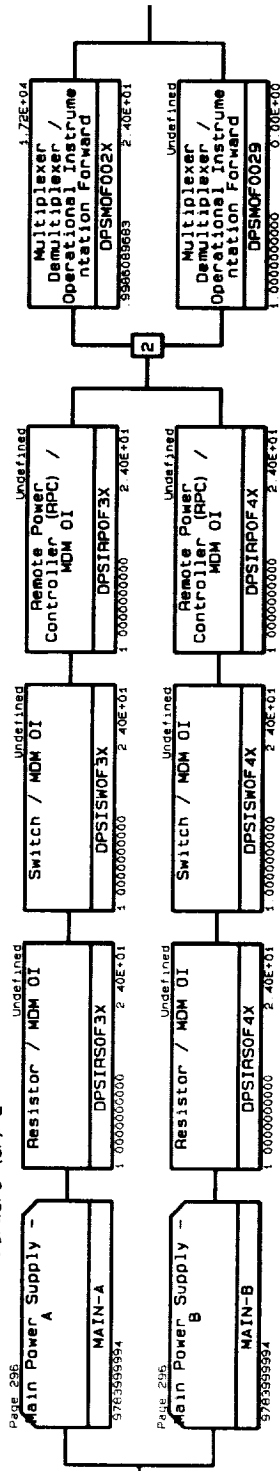 Page 296
Main Power Supply -
A
MAIN-A
9783999994
Undefined
Resistor / MDM OI
DPSIRSOF3X
1 0000000000 2 40E+01
Undefined
Switch / MDM OI
DPSISWOF3X
1 0000000000 2 40E+01
Undefined
Remote Power
Controller (RPC) /
MDM OI
DPSIRPOF3X
1 0000000000 2.40E+01
2
1.72E+04
Multiplexer
Demultiplexer /
Operational Instrume
ntation Forward
DPSMOF002X
.9986089683 2.40E+01
Page 296
Main Power Supply -
B
MAIN-B
9783999994
Undefined
Resistor / MDM OI
DPSIRSOF4X
1 0000000000 2 40E+01
Undefined
Switch / MDM OI
DPSISWOF4X
1 0000000000 2 40E+01
Undefined
Remote Power
Controller (RPC) /
MDM OI
DPSIRPOF4X
1 0000000000 2.40E+01
Undefined
Multiplexer
Demultiplexer /
Operational Instrume
ntation Forward
DPSMOF0029
1.0000000000 0.00E+00